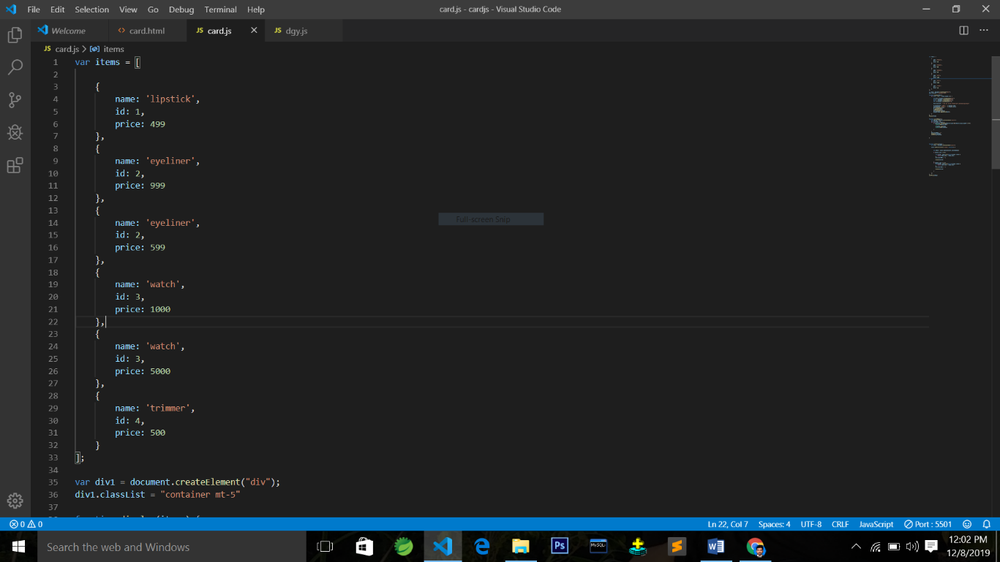 File Edit Selection View Go Debug Terminal Help card.js - cardjs - Visual Studio Code
Welcome <> card.html JS card.js × JS dgy.js ...
JS card.js > items
1 var items = [
2
3 {
4 name: 'lipstick',
5 id: 1,
6 price: 499
7 },
8 {
9 name: 'eyeliner',
10 id: 2,
11 price: 999
12 },
13 {
14 name: 'eyeliner',
15 id: 2,
16 price: 599
17 },
18 {
19 name: 'watch',
20 id: 3,
21 price: 1000
22 },
23 {
24 name: 'watch',
25 id: 3,
26 price: 5000
27 },
28 {
29 name: 'trimmer',
30 id: 4,
31 price: 500
32 }
33 ];
34
35 var div1 = document.createElement("div");
36 div1.classList = "container mt-5"
37
Full-screen Snip
0 0 Ln 22, Col 7 Spaces: 4 UTF-8 CRLF JavaScript Port : 5501
Search the web and Windows Ps MySQL W 12:02 PM
12/8/2019